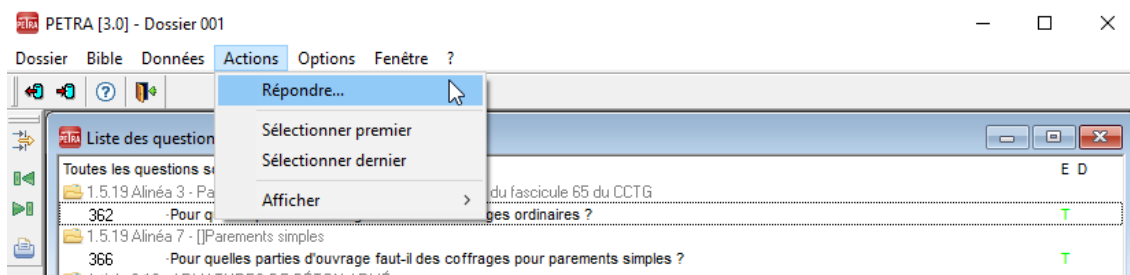 PETRA [3.0] - Dossier 001
Dossier Bible Données Actions Options Fenêtre ?
Répondre...
Sélectionner premier
Sélectionner dernier
Afficher
Liste des question
Toutes les questions s E D
1.5.19 Alinéa 3 - Pa du fascicule 65 du CCTG
362 -Pour q ges ordinaires ? T
1.5.19 Alinéa 7 - []Parements simples
366 -Pour quelles parties d'ouvrage faut-il des coffrages pour parements simples ? T